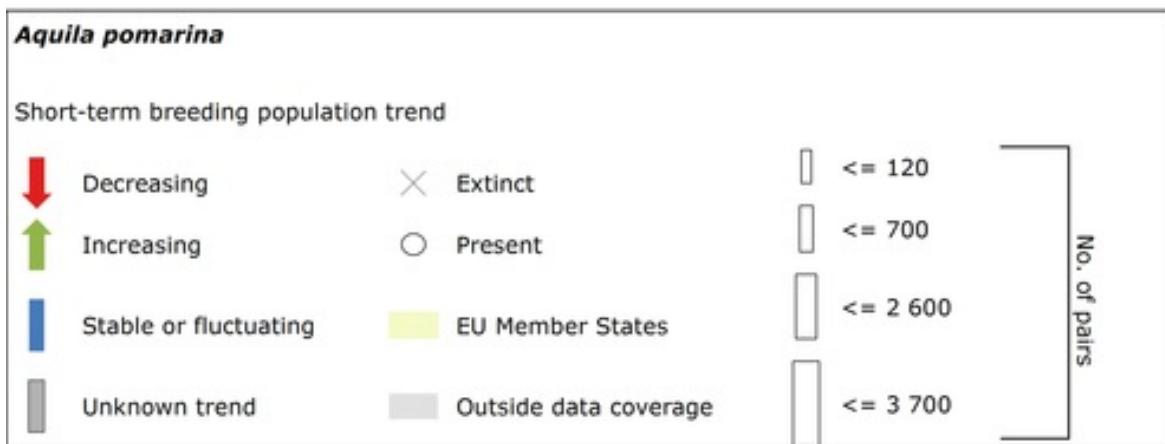 Aquila pomarina
Short-term breeding population trend
Decreasing
Increasing
Stable or fluctuating
Unknown trend
Extinct
Present
EU Member States
Outside data coverage
<= 120
<= 700
<= 2 600
<= 3 700
No. of pairs